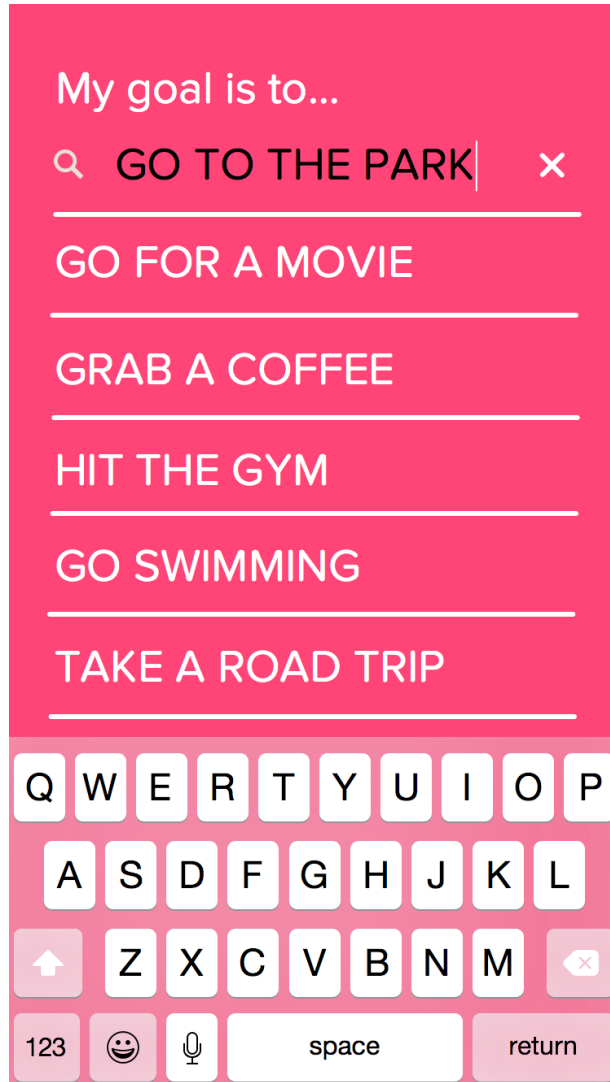 My goal is to...
GO TO THE PARK
GO FOR A MOVIE
GRAB A COFFEE
HIT THE GYM
GO SWIMMING
TAKE A ROAD TRIP
Q W E R T Y U I O P
A S D F G H J K L
Z X C V B N M
123 space return